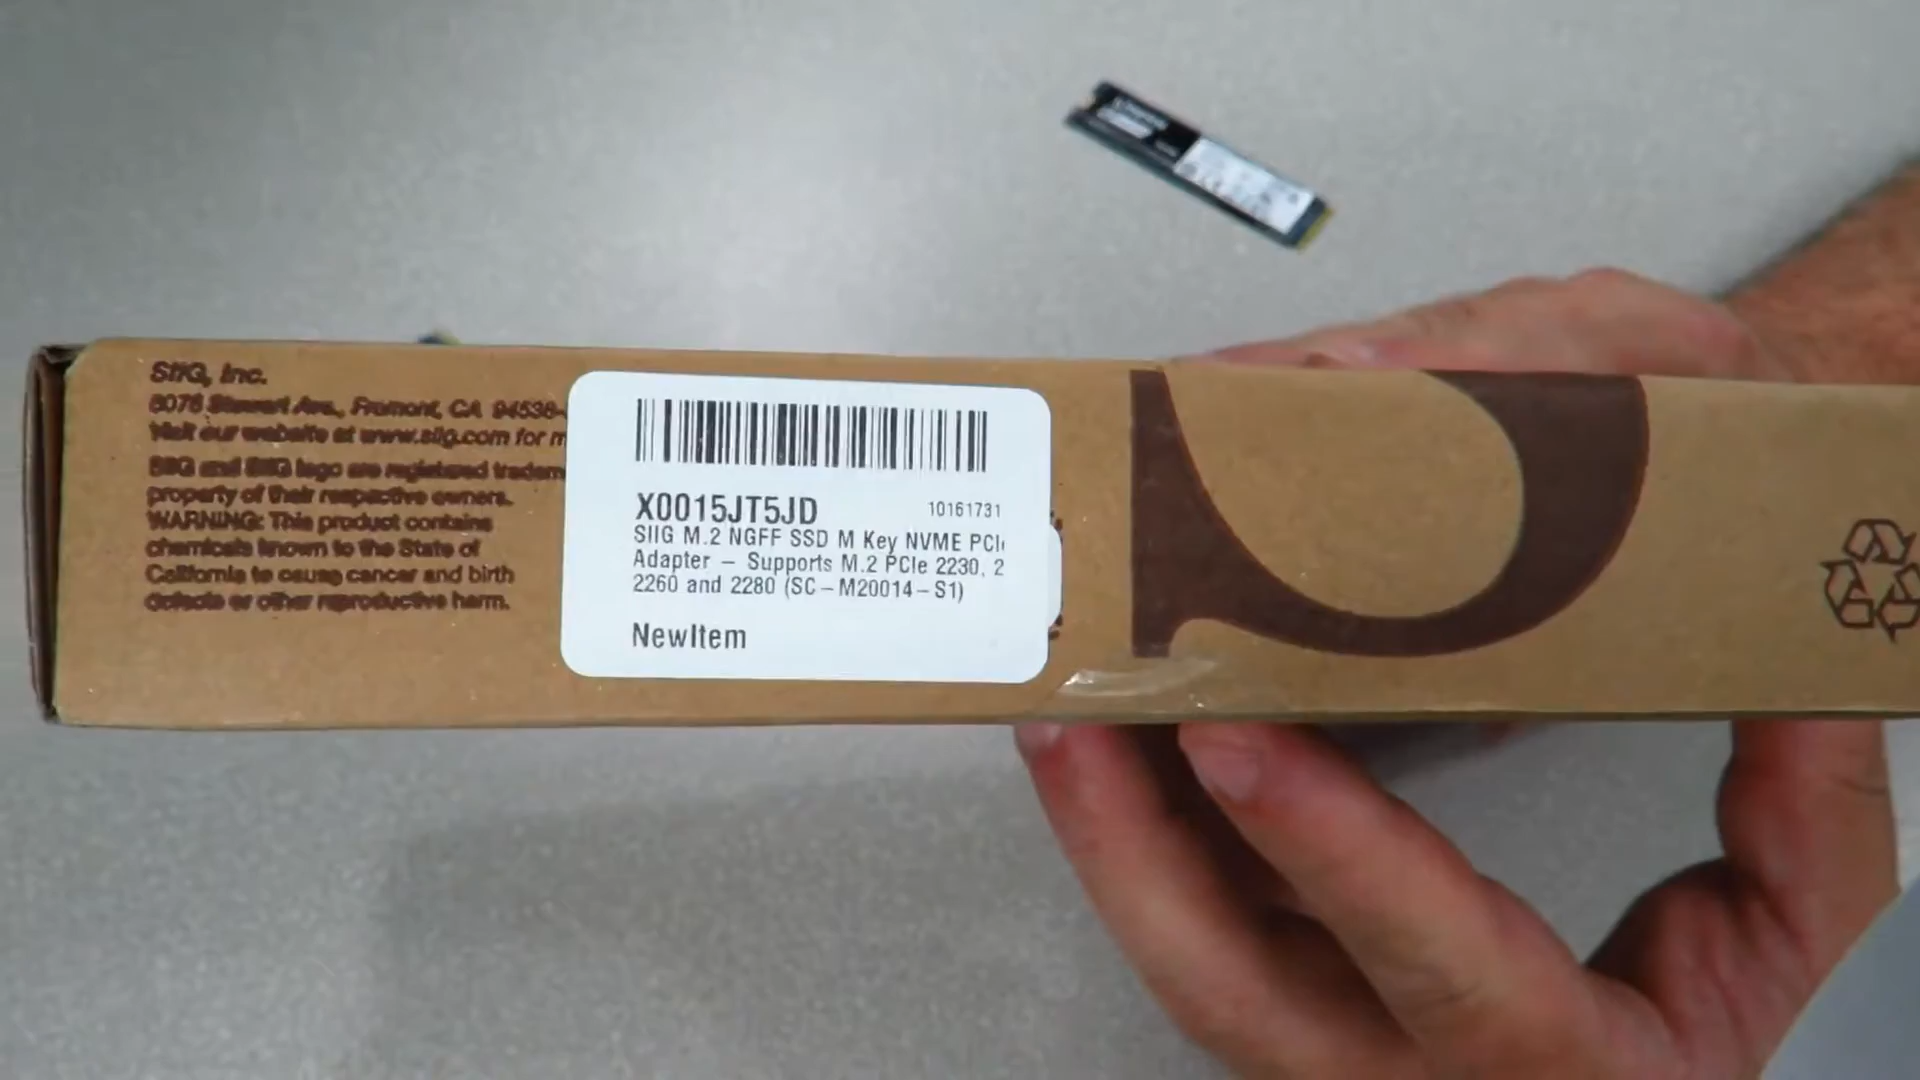 SIIG, Inc.
6078 Stewart Ave., Fremont, CA 94538-
Visit our website at www.siig.com for m
SIIG and SIIG logo are registered tradem
property of their respective owners.
WARNING: This product contains
chemicals known to the State of
California to cause cancer and birth
defects or other reproductive harm.
X0015JT5JD 10161731
SIIG M.2 NGFF SSD M Key NVME PCI
Adapter – Supports M.2 PCIe 2230, 2
2260 and 2280 (SC–M20014–S1)
NewItem